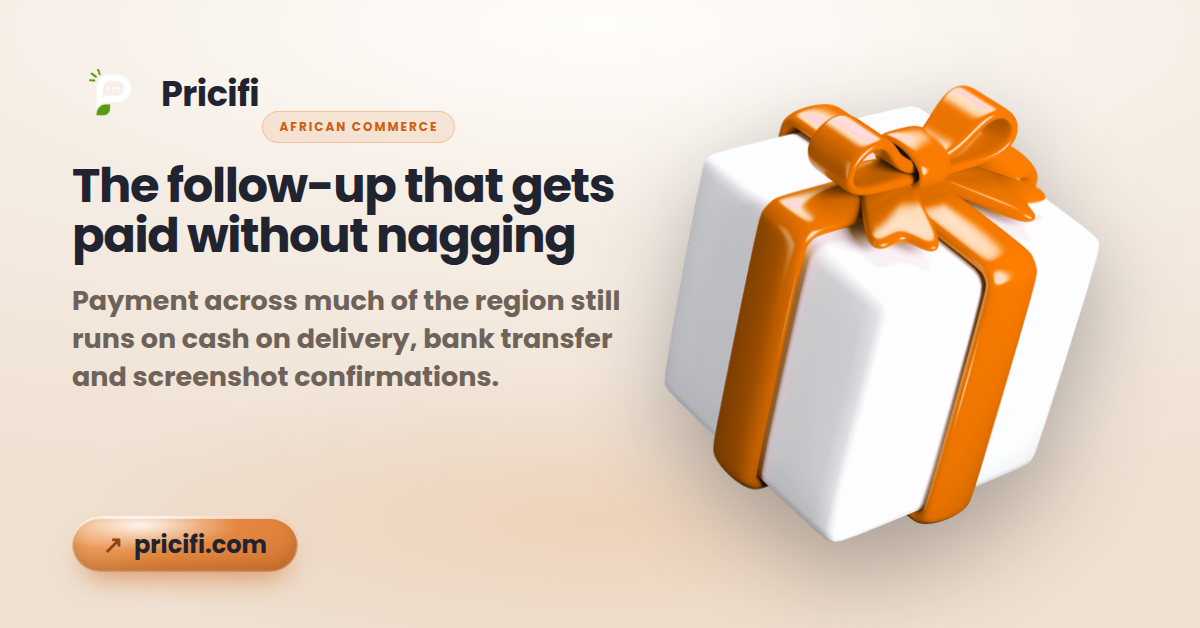 Pricifi
AFRICAN COMMERCE
The follow-up that gets
paid without nagging
Payment across much of the region still
runs on cash on delivery, bank transfer
and screenshot confirmations.
↗ pricifi.com